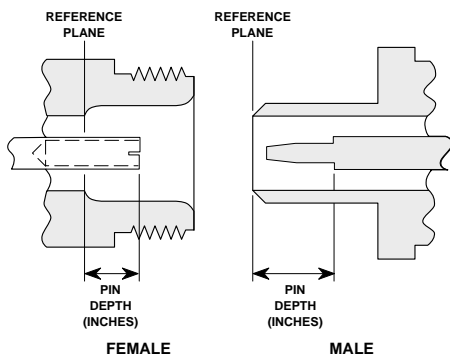 REFERENCE
PLANE
REFERENCE
PLANE
PIN
DEPTH
(INCHES)
PIN
DEPTH
(INCHES)
FEMALE
MALE